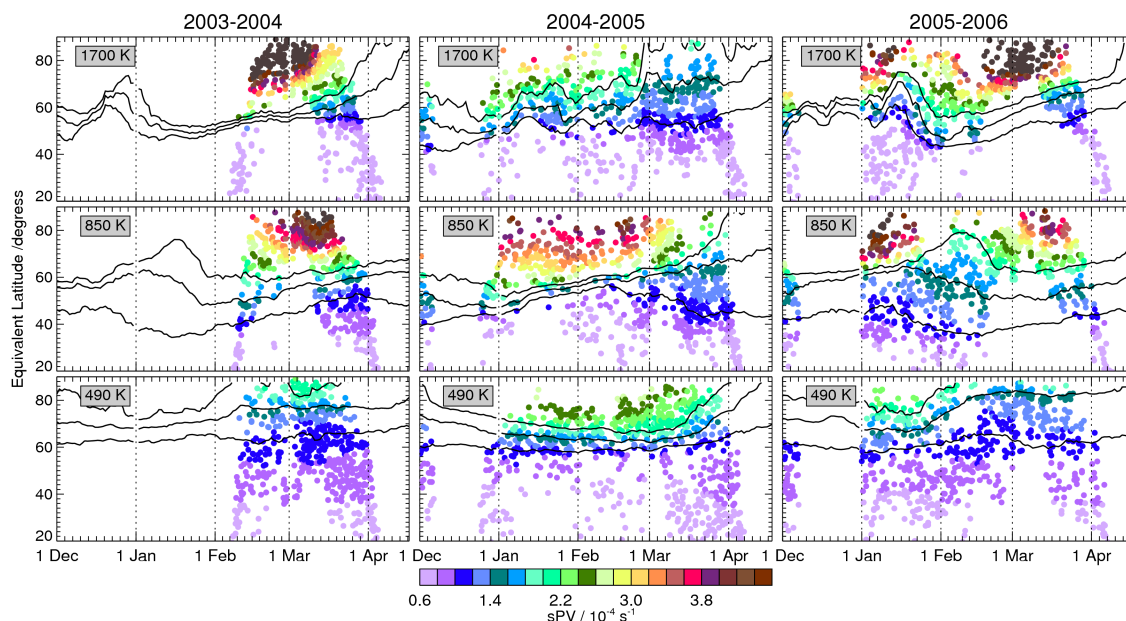 2003-2004 2004-2005 2005-2006
80 1700 K 1700 K 1700 K
60
40
20
80 850 K 850 K 850 K
60
40
20
80 490 K 490 K 490 K
60
40
20
Equivalent Latitude /degress
1 Dec 1 Jan 1 Feb 1 Mar 1 Apr 1 Dec 1 Jan 1 Feb 1 Mar 1 Apr 1 Dec 1 Jan 1 Feb 1 Mar 1 Apr
0.6 1.4 2.2 3.0 3.8
sPV / 10⁻⁴ s⁻¹